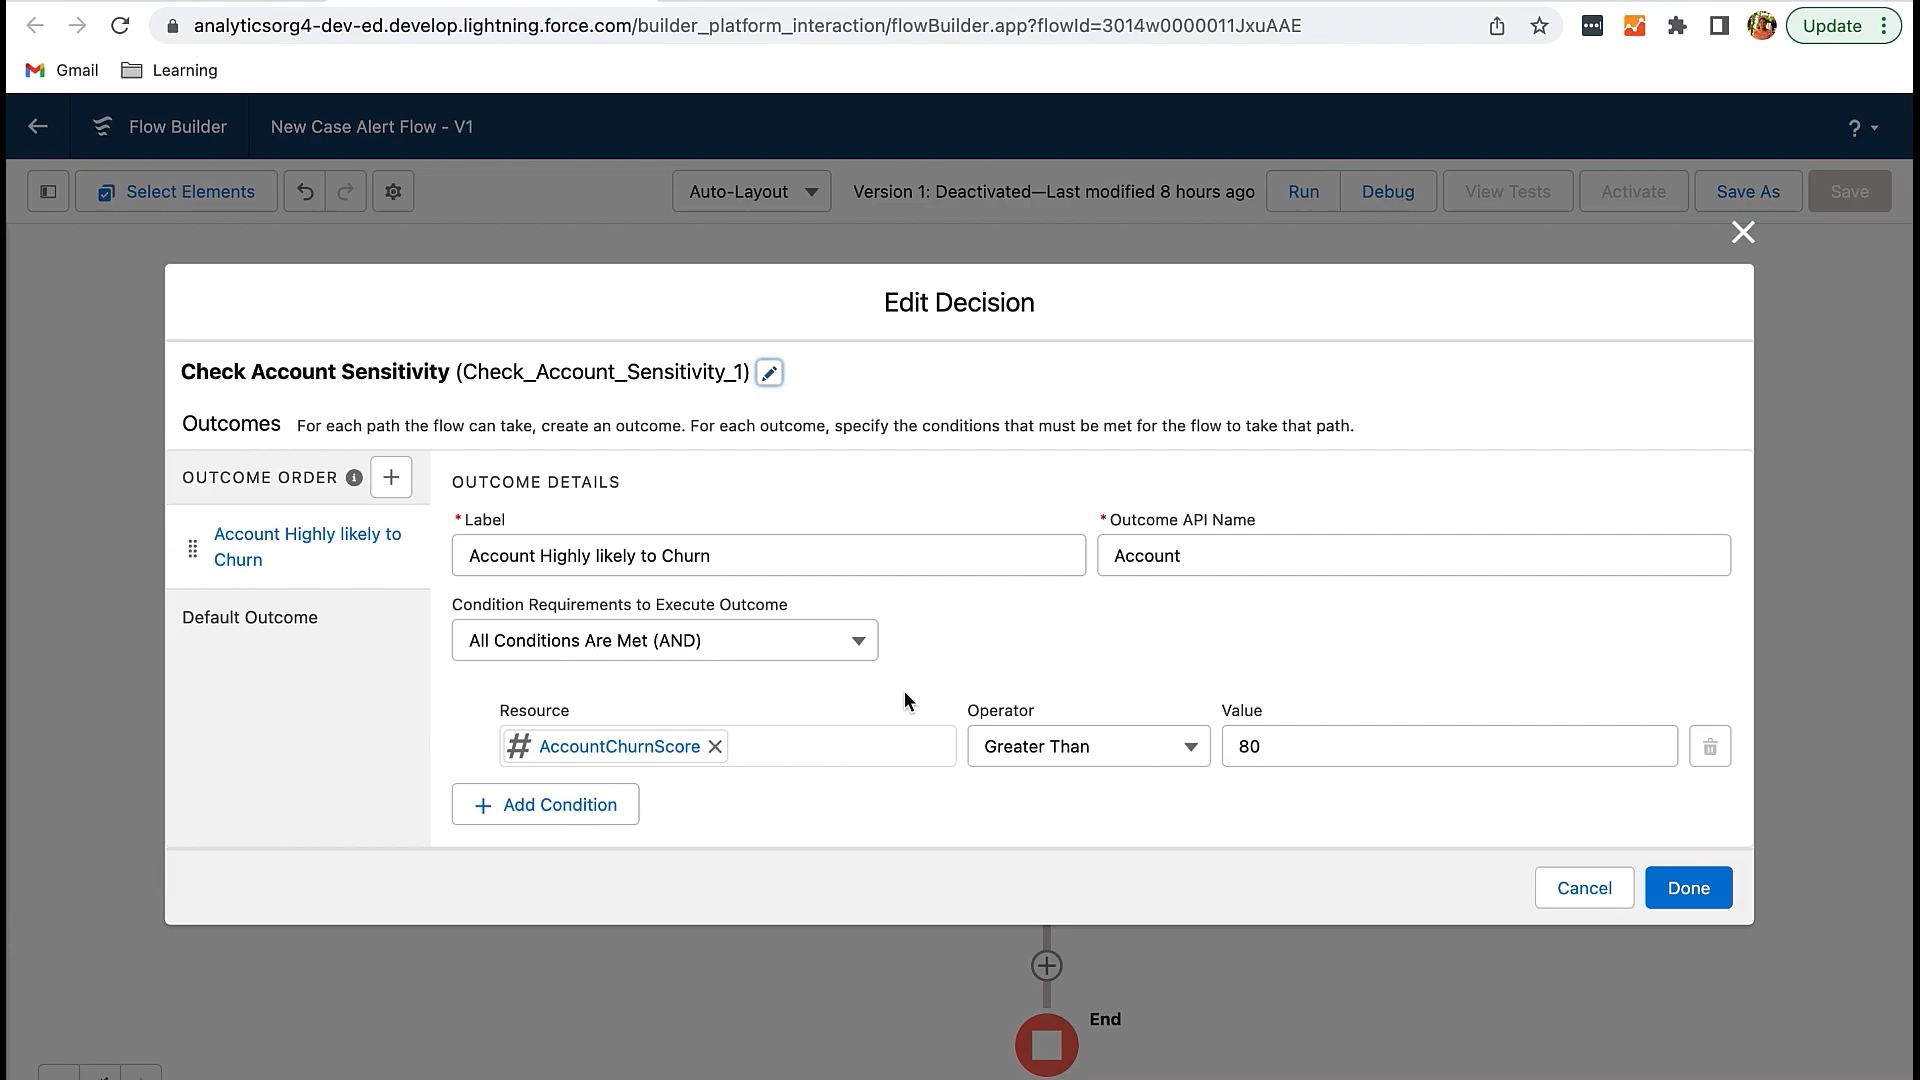 analyticsorg4-dev-ed.develop.lightning.force.com/builder_platform_interaction/flowBuilder.app?flowId=3014w0000011JxuAAE
Update
Gmail
Learning
Flow Builder
New Case Alert Flow - V1
?
Select Elements
Auto-Layout
Version 1: Deactivated—Last modified 8 hours ago
Run
Debug
View Tests
Activate
Save As
Save
Edit Decision
Check Account Sensitivity (Check_Account_Sensitivity_1)
Outcomes For each path the flow can take, create an outcome. For each outcome, specify the conditions that must be met for the flow to take that path.
OUTCOME ORDER
Account Highly likely to
Churn
Default Outcome
OUTCOME DETAILS
* Label
Account Highly likely to Churn
* Outcome API Name
Account
Condition Requirements to Execute Outcome
All Conditions Are Met (AND)
Resource
AccountChurnScore
Operator
Greater Than
Value
80
Add Condition
Cancel
Done
End